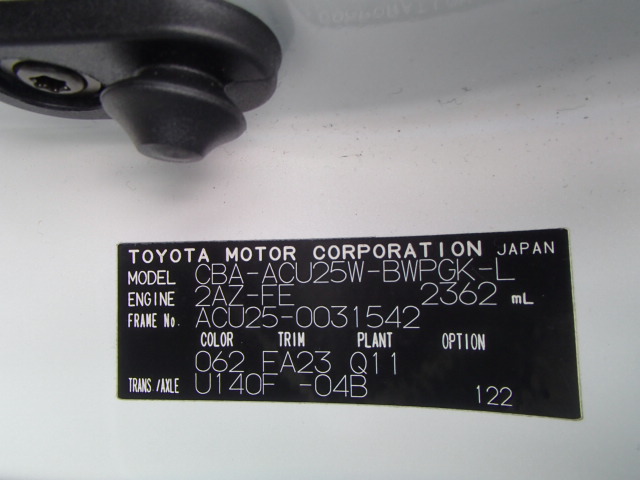 TOYOTA MOTOR CORPORATION JAPAN
MODEL CBA-ACU25W-BWPGK-L
ENGINE 2AZ-FE 2362 mL
FRAME No. ACU25-0031542
COLOR TRIM PLANT OPTION
062 FA23 Q11
TRANS/AXLE U140F -04B 122